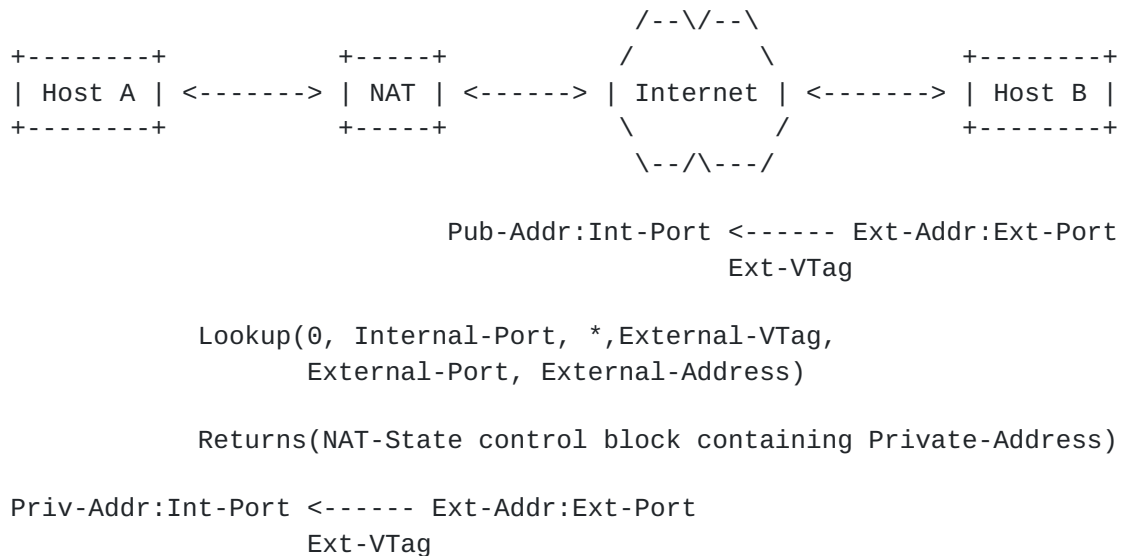 /--\/--\
+--------+          +-----+            /        \           +--------+
| Host A | <-------> | NAT | <------> | Internet | <-------> | Host B |
+--------+          +-----+            \        /           +--------+
                                        \--/\---/
Pub-Addr:Int-Port <------ Ext-Addr:Ext-Port
Ext-VTag
Lookup(0, Internal-Port, *,External-VTag,
External-Port, External-Address)
Returns(NAT-State control block containing Private-Address)
Priv-Addr:Int-Port <------ Ext-Addr:Ext-Port
Ext-VTag